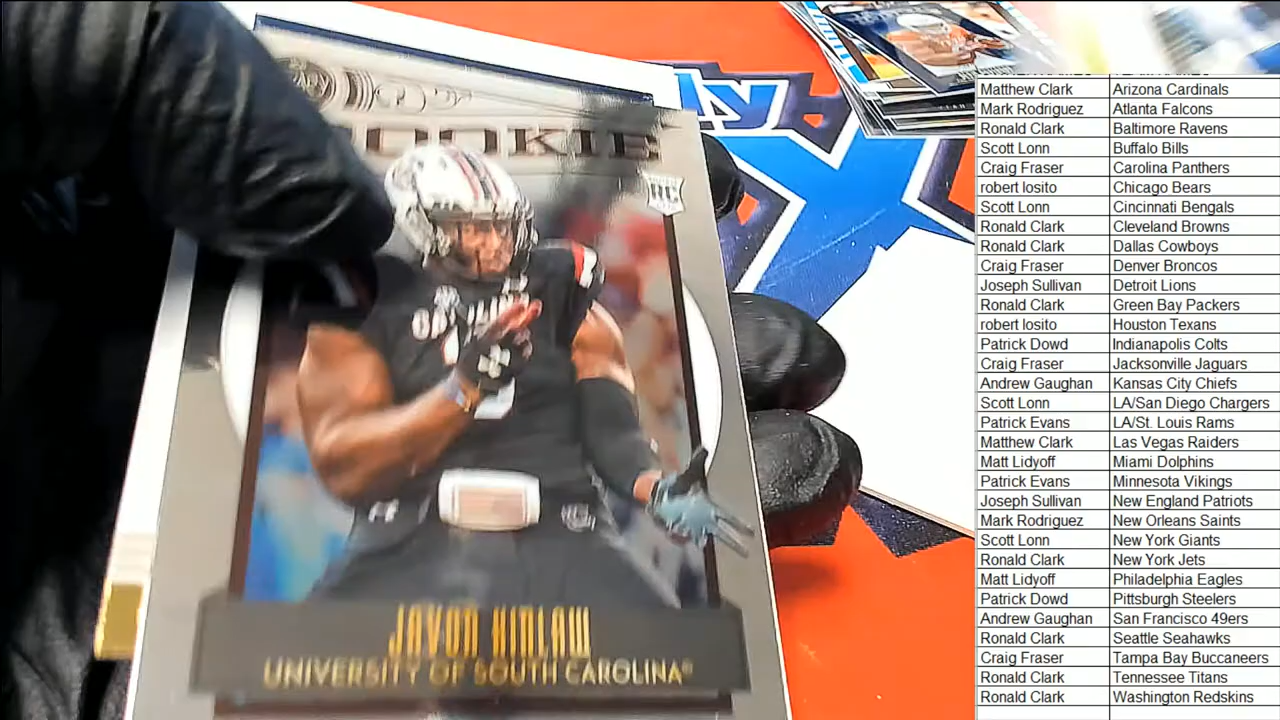 ROOKIE
RC
JAVON KINLAW
UNIVERSITY OF SOUTH CAROLINA
Matthew Clark Arizona Cardinals
Mark Rodriguez Atlanta Falcons
Ronald Clark Baltimore Ravens
Scott Lonn Buffalo Bills
Craig Fraser Carolina Panthers
robert losito Chicago Bears
Scott Lonn Cincinnati Bengals
Ronald Clark Cleveland Browns
Ronald Clark Dallas Cowboys
Craig Fraser Denver Broncos
Joseph Sullivan Detroit Lions
Ronald Clark Green Bay Packers
robert losito Houston Texans
Patrick Dowd Indianapolis Colts
Craig Fraser Jacksonville Jaguars
Andrew Gaughan Kansas City Chiefs
Scott Lonn LA/San Diego Chargers
Patrick Evans LA/St. Louis Rams
Matthew Clark Las Vegas Raiders
Matt Lidyoff Miami Dolphins
Patrick Evans Minnesota Vikings
Joseph Sullivan New England Patriots
Mark Rodriguez New Orleans Saints
Scott Lonn New York Giants
Ronald Clark New York Jets
Matt Lidyoff Philadelphia Eagles
Patrick Dowd Pittsburgh Steelers
Andrew Gaughan San Francisco 49ers
Ronald Clark Seattle Seahawks
Craig Fraser Tampa Bay Buccaneers
Ronald Clark Tennessee Titans
Ronald Clark Washington Redskins